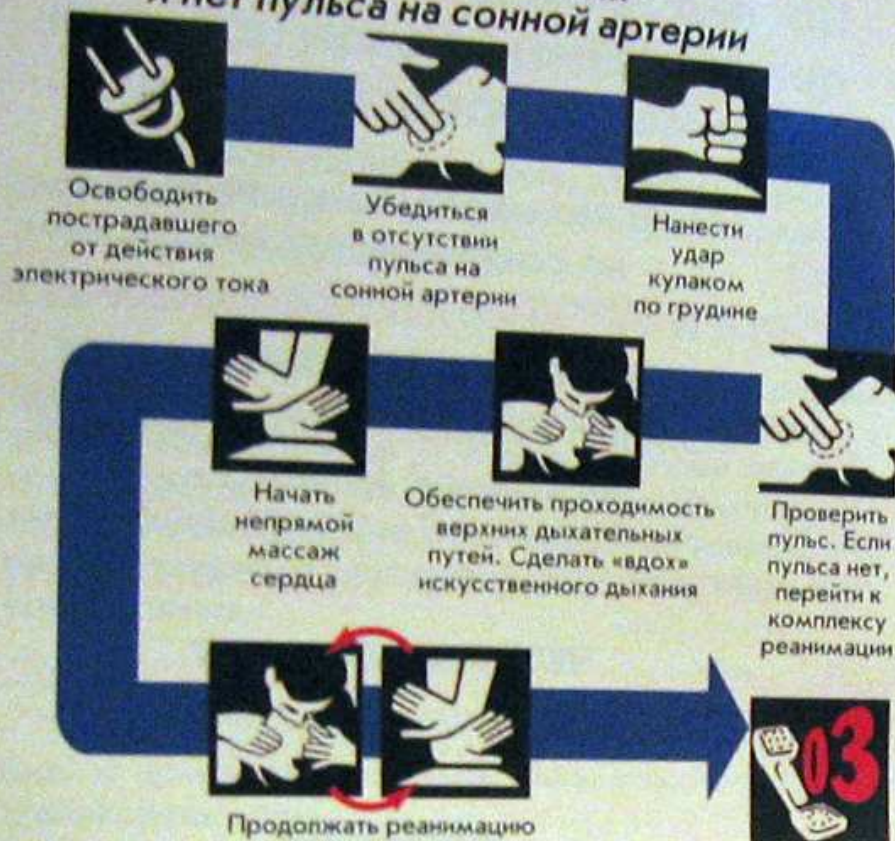 нет пульса на сонной артерии
Освободить
пострадавшего
от действия
электрического тока
Убедиться
в отсутствии
пульса на
сонной артерии
Нанести
удар
кулаком
по грудине
Проверить
пульс. Если
пульса нет,
перейти к
комплексу
реанимации
Обеспечить проходимость
верхних дыхательных
путей. Сделать «вдох»
искусственного дыхания
Начать
непрямой
массаж
сердца
Продолжать реанимацию
03